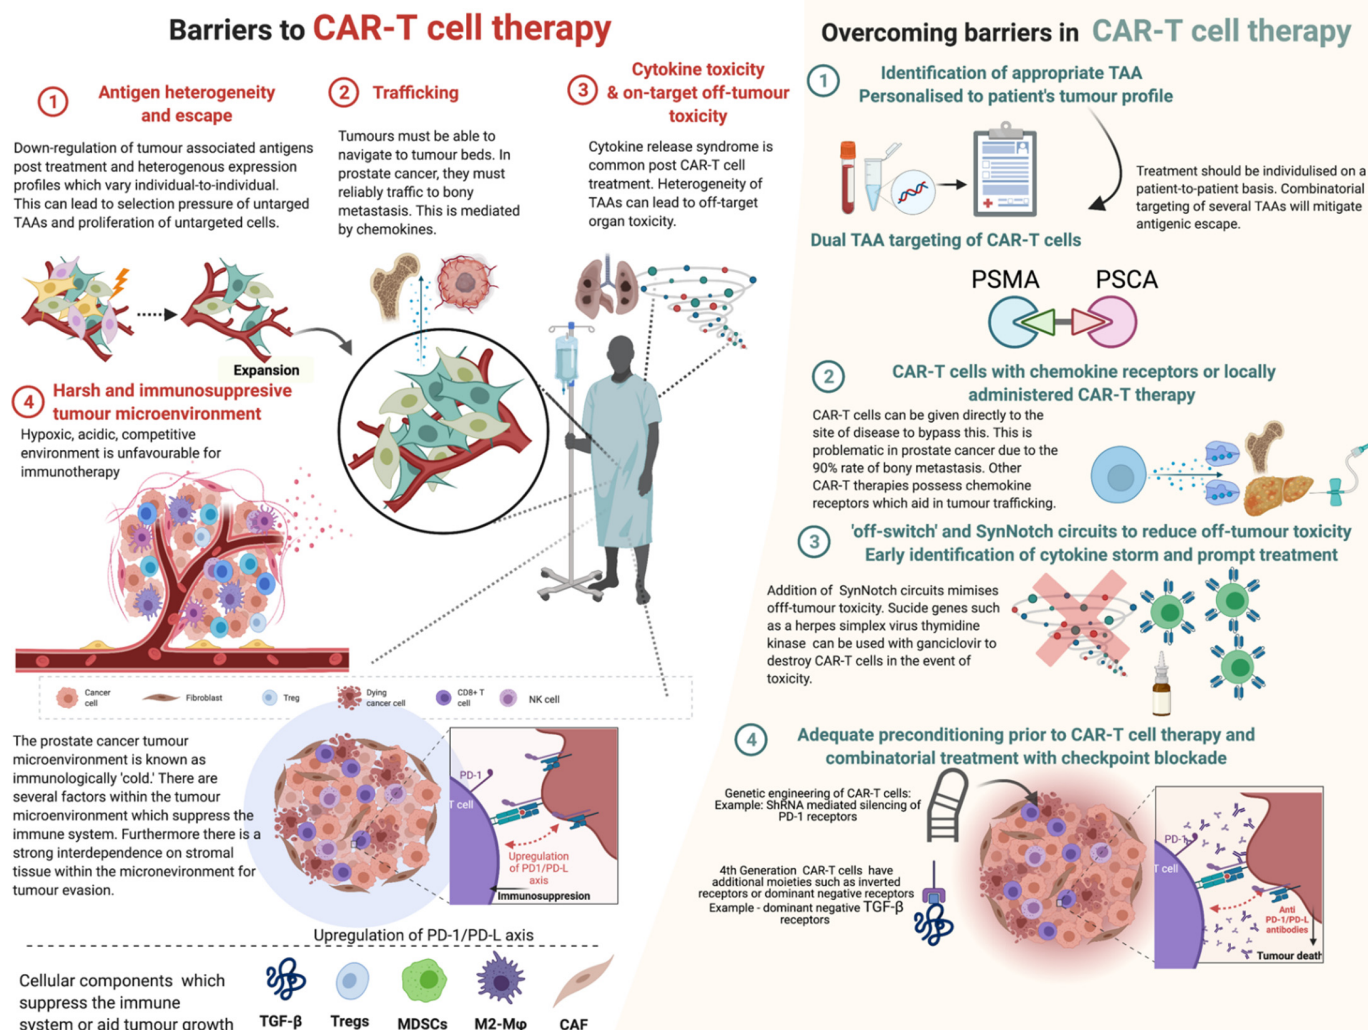 Barriers to CAR-T cell therapy
1
Antigen heterogeneity
and escape
Down-regulation of tumour associated antigens
post treatment and heterogenous expression
profiles which vary individual-to-individual.
This can lead to selection pressure of untarged
TAAs and proliferation of untargeted cells.
Expansion
2
Trafficking
Tumours must be able to
navigate to tumour beds. In
prostate cancer, they must
reliably traffic to bony
metastasis. This is mediated
by chemokines.
3
Cytokine toxicity
& on-target off-tumour
toxicity
Cytokine release syndrome is
common post CAR-T cell
treatment. Heterogeneity of
TAAs can lead to off-target
organ toxicity.
4
Harsh and immunosuppresive
tumour microenvironment
Hypoxic, acidic, competitive
environment is unfavourable for
immunotherapy
Cancer
cell
Fibroblast
Treg
Dying
cancer cell
CD8+ T
cell
NK cell
The prostate cancer tumour
microenvironment is known as
immunologically 'cold.' There are
several factors within the tumour
microenvironment which suppress the
immune system. Furthermore there is a
strong interdependence on stromal
tissue within the micronevironment for
tumour evasion.
PD-1
T cell
Upregulation
of PD1/PD-L
axis
Immunosuppresion
Upregulation of PD-1/PD-L axis
Cellular components which
suppress the immune
system or aid tumour growth
TGF-β
Tregs
MDSCs
M2-Mφ
CAF
Overcoming barriers in CAR-T cell therapy
1
Identification of appropriate TAA
Personalised to patient's tumour profile
Treatment should be individulised on a
patient-to-patient basis. Combinatorial
targeting of several TAAs will mitigate
antigenic escape.
Dual TAA targeting of CAR-T cells
PSMA
PSCA
2
CAR-T cells with chemokine receptors or locally
administered CAR-T therapy
CAR-T cells can be given directly to the
site of disease to bypass this. This is
problematic in prostate cancer due to the
90% rate of bony metastasis. Other
CAR-T therapies possess chemokine
receptors which aid in tumour trafficking.
3
'off-switch' and SynNotch circuits to reduce off-tumour toxicity
Early identification of cytokine storm and prompt treatment
Addition of SynNotch circuits mimises
offf-tumour toxicity. Sucide genes such
as a herpes simplex virus thymidine
kinase can be used with ganciclovir to
destroy CAR-T cells in the event of
toxicity.
4
Adequate preconditioning prior to CAR-T cell therapy and
combinatorial treatment with checkpoint blockade
Genetic engineering of CAR-T cells:
Example: ShRNA mediated silencing of
PD-1 receptors
4th Generation CAR-T cells have
additional moieties such as inverted
receptors or dominant negative receptors
Example - dominant negative TGF-β
receptors
PD-1
T cell
Anti
PD-1/PD-L
antibodies
Tumour death